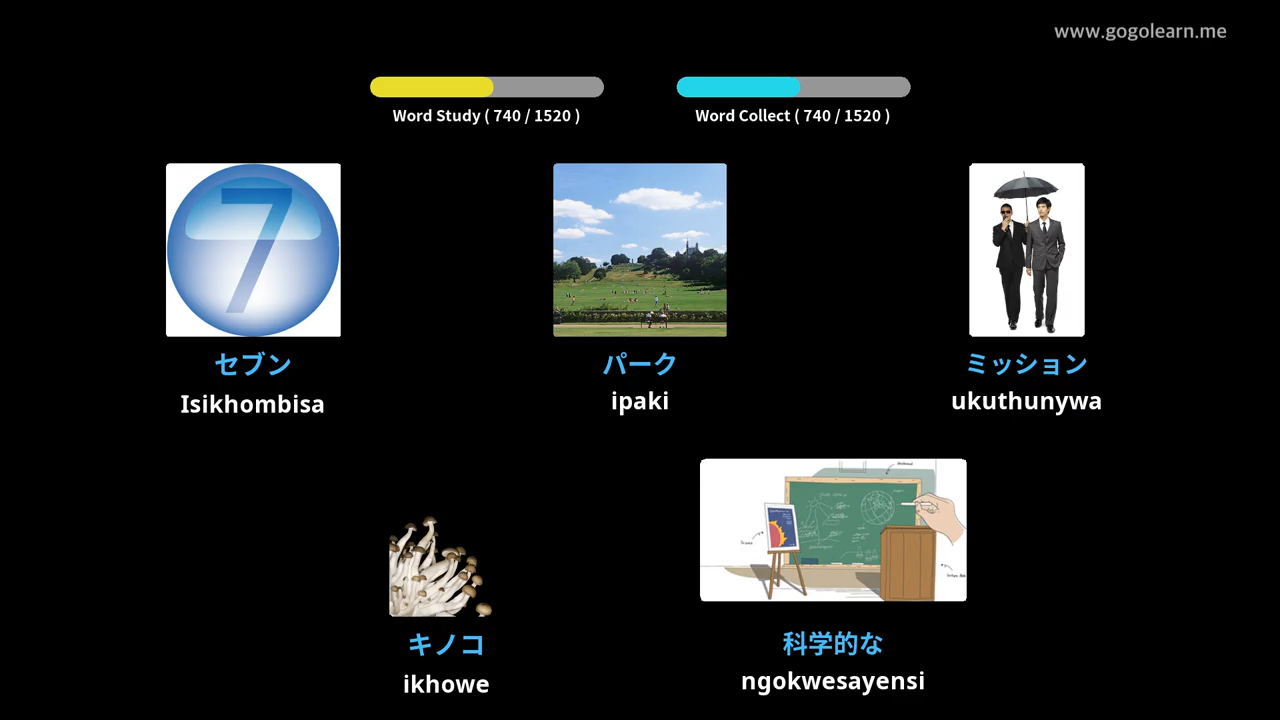 www.gogolearn.me
Word Study ( 740 / 1520 )
Word Collect ( 740 / 1520 )
7
セブン
Isikhombisa
パーク
ipaki
ミッション
ukuthunywa
キノコ
ikhowe
科学的な
ngokwesayensi